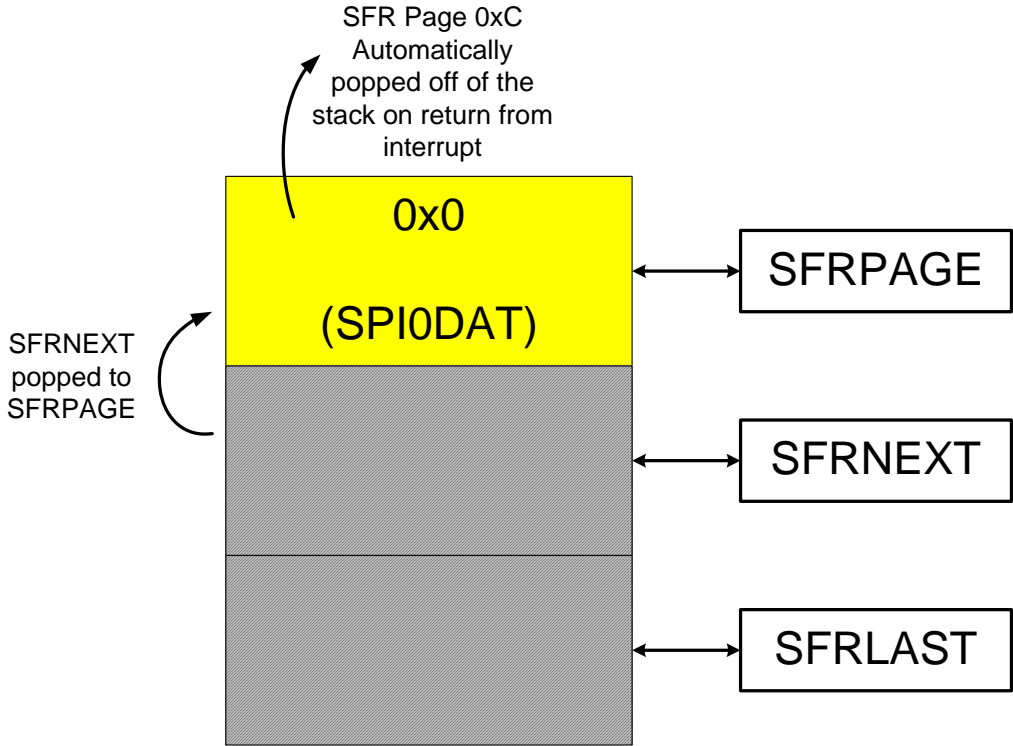 SFR Page 0xC
Automatically
popped off of the
stack on return from
interrupt
0x0
(SPI0DAT)
SFRPAGE
SFRNEXT
popped to
SFRPAGE
SFRNEXT
SFRLAST